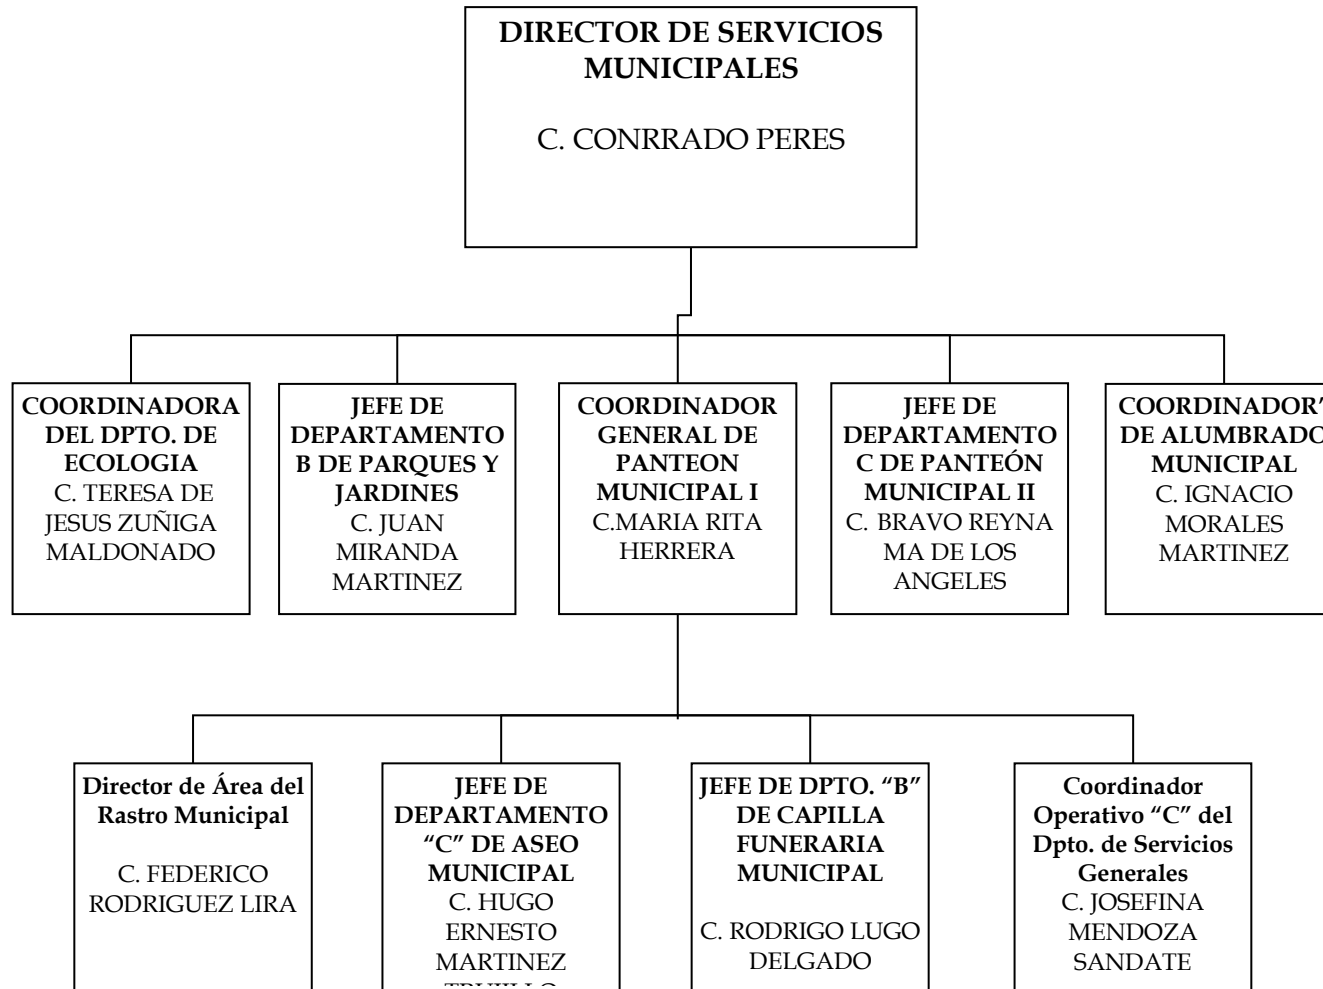 DIRECTOR DE SERVICIOS
MUNICIPALES
C. CONRRADO PERES
COORDINADORA
DEL DPTO. DE
ECOLOGIA
C. TERESA DE
JESUS ZUÑIGA
MALDONADO
JEFE DE
DEPARTAMENTO
B DE PARQUES Y
JARDINES
C. JUAN
MIRANDA
MARTINEZ
COORDINADOR
GENERAL DE
PANTEON
MUNICIPAL I
C.MARIA RITA
HERRERA
JEFE DE
DEPARTAMENTO
C DE PANTEÓN
MUNICIPAL II
C. BRAVO REYNA
MA DE LOS
ANGELES
COORDINADOR"
DE ALUMBRADO
MUNICIPAL
C. IGNACIO
MORALES
MARTINEZ
Director de Área del
Rastro Municipal
C. FEDERICO
RODRIGUEZ LIRA
JEFE DE
DEPARTAMENTO
“C” DE ASEO
MUNICIPAL
C. HUGO
ERNESTO
MARTINEZ
JEFE DE DPTO. “B”
DE CAPILLA
FUNERARIA
MUNICIPAL
C. RODRIGO LUGO
DELGADO
Coordinador
Operativo “C” del
Dpto. de Servicios
Generales
C. JOSEFINA
MENDOZA
SANDATE